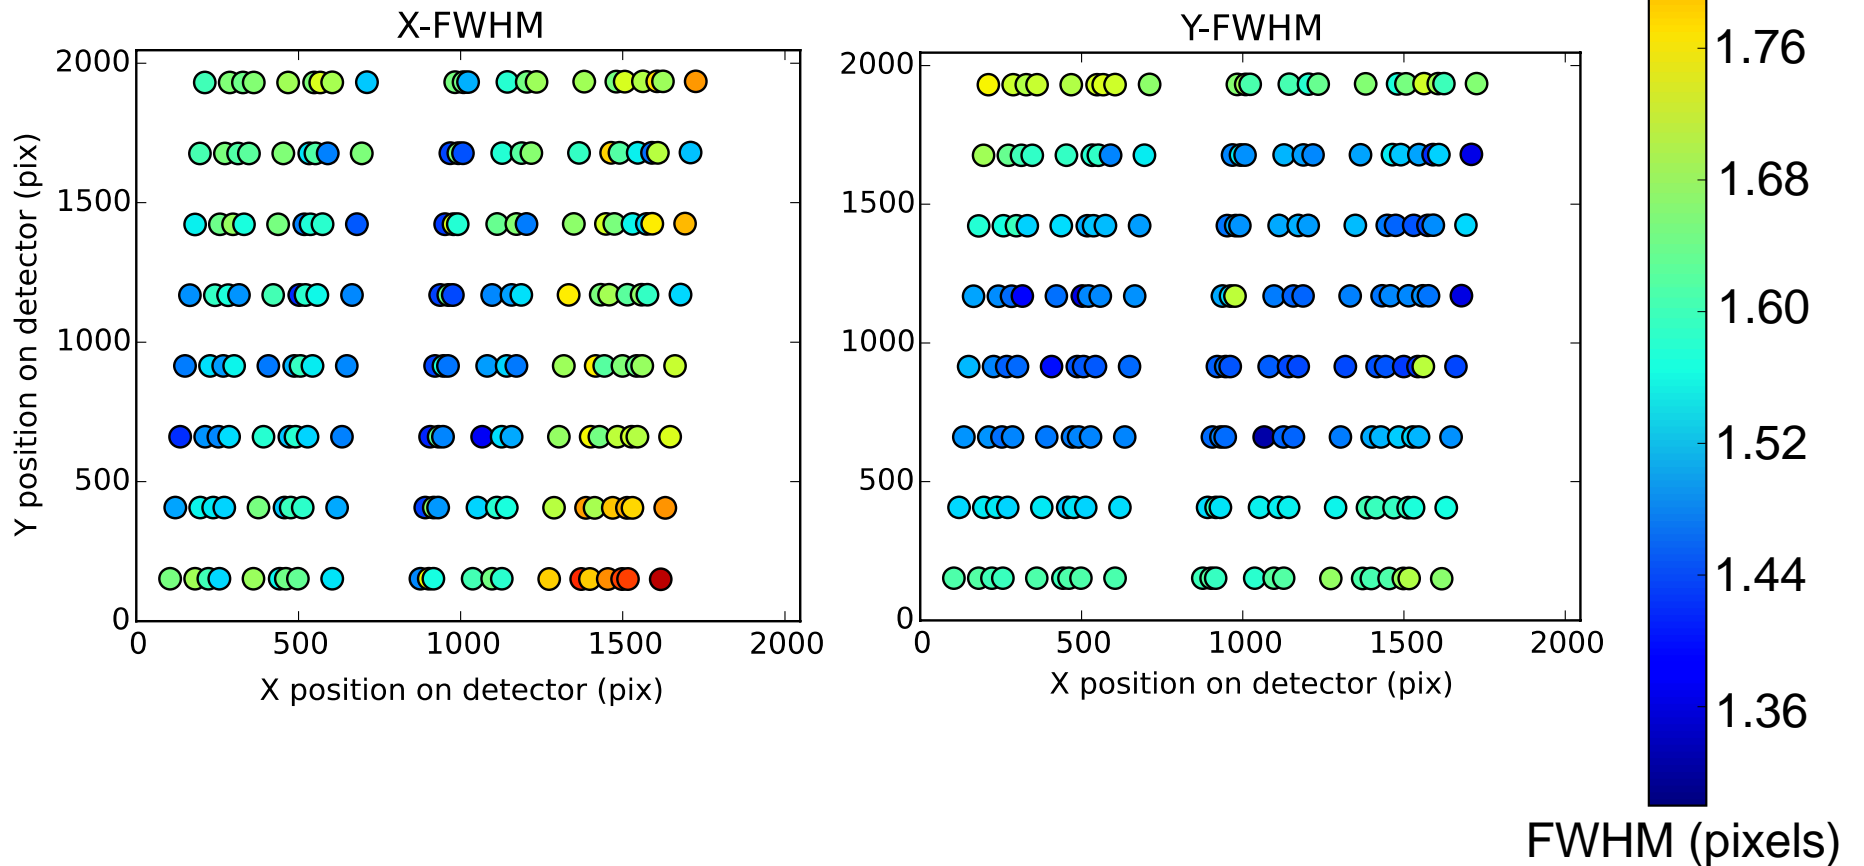 X-FWHM
Y-FWHM
Y position on detector (pix)
2000
1500
1000
500
0
0 500 1000 1500 2000
X position on detector (pix)
2000
1500
1000
500
0
0 500 1000 1500 2000
X position on detector (pix)
1.76
1.68
1.60
1.52
1.44
1.36
FWHM (pixels)